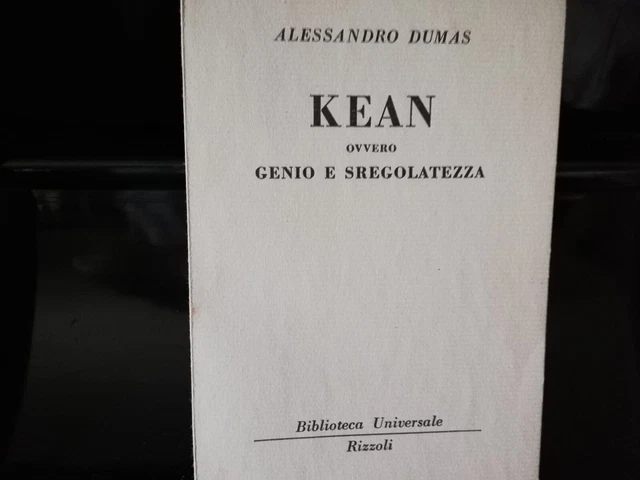 ALESSANDRO DUMAS
KEAN
OVVERO
GENIO E SREGOLATEZZA
Biblioteca Universale
Rizzoli